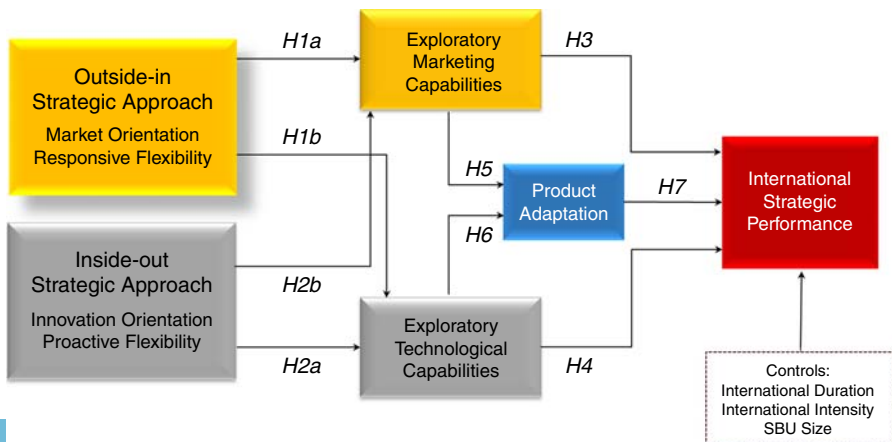 Outside-in
Strategic Approach
Market Orientation
Responsive Flexibility
Inside-out
Strategic Approach
Innovation Orientation
Proactive Flexibility
H1a
H1b
H2b
H2a
Exploratory
Marketing
Capabilities
Exploratory
Technological
Capabilities
H3
H5
H6
H4
Product
Adaptation
H7
International
Strategic
Performance
Controls:
International Duration
International Intensity
SBU Size